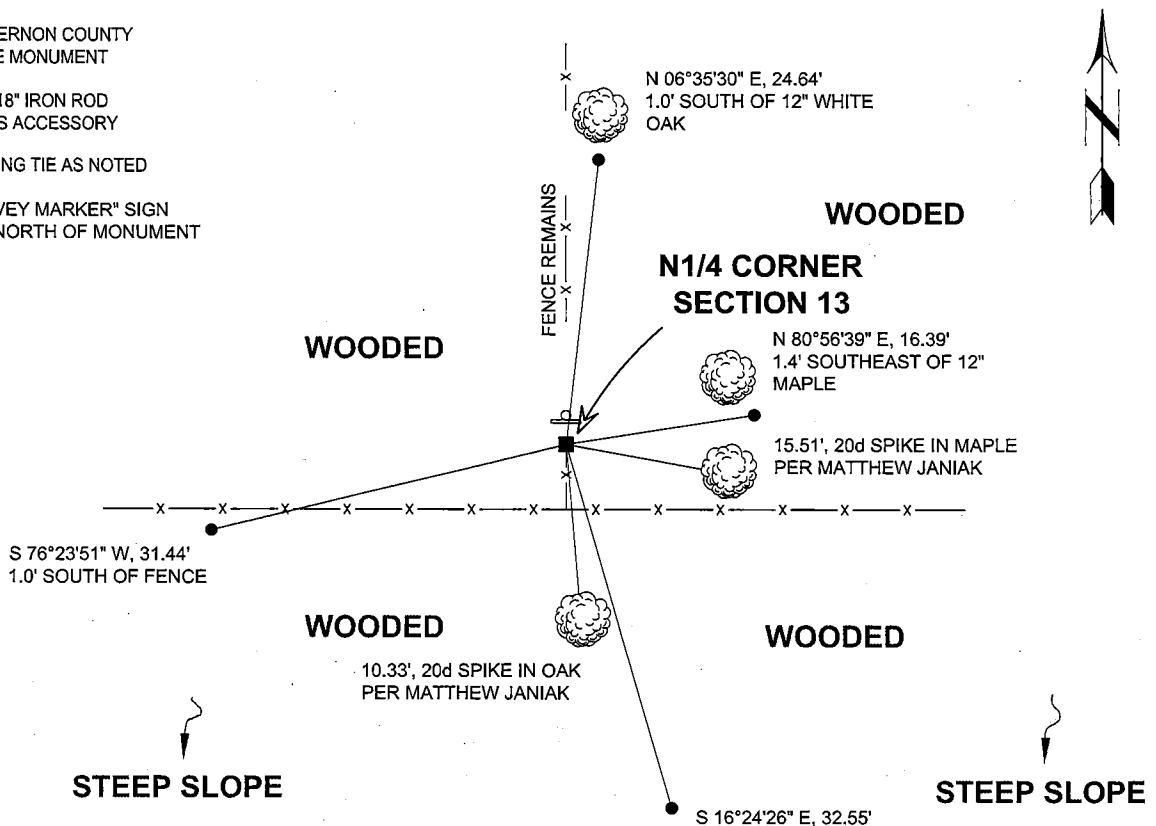 ERNON COUNTY
E MONUMENT
18" IRON ROD
S ACCESSORY
NG TIE AS NOTED
VEY MARKER" SIGN
NORTH OF MONUMENT
N 06°35'30" E, 24.64'
1.0' SOUTH OF 12" WHITE
OAK
N
FENCE REMAINS
WOODED
N1/4 CORNER
SECTION 13
WOODED
N 80°56'39" E, 16.39'
1.4' SOUTHEAST OF 12"
MAPLE
15.51', 20d SPIKE IN MAPLE
PER MATTHEW JANIAK
S 76°23'51" W, 31.44'
1.0' SOUTH OF FENCE
WOODED
WOODED
10.33', 20d SPIKE IN OAK
PER MATTHEW JANIAK
STEEP SLOPE
STEEP SLOPE
S 16°24'26" E, 32.55'